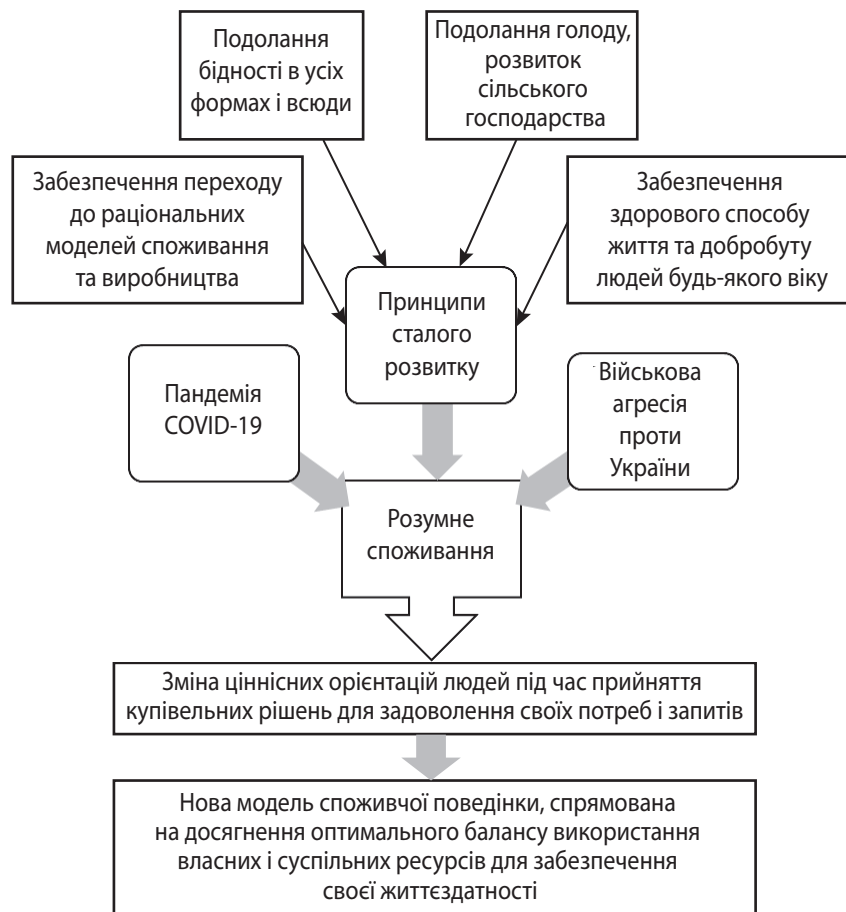 Подолання
бідності в усіх
формах і всюди
Подолання голоду,
розвиток
сільського
господарства
Забезпечення переходу
до раціональних
моделей споживання
та виробництва
Забезпечення
здорового способу
життя та добробуту
людей будь-якого віку
Принципи
сталого
розвитку
Пандемія
COVID-19
Військова
агресія
проти
України
Розумне
споживання
Зміна ціннісних орієнтацій людей під час прийняття
купівельних рішень для задоволення своїх потреб і запитів
Нова модель споживчої поведінки, спрямована
на досягнення оптимального балансу використання
власних і суспільних ресурсів для забезпечення
своєї життєздатності